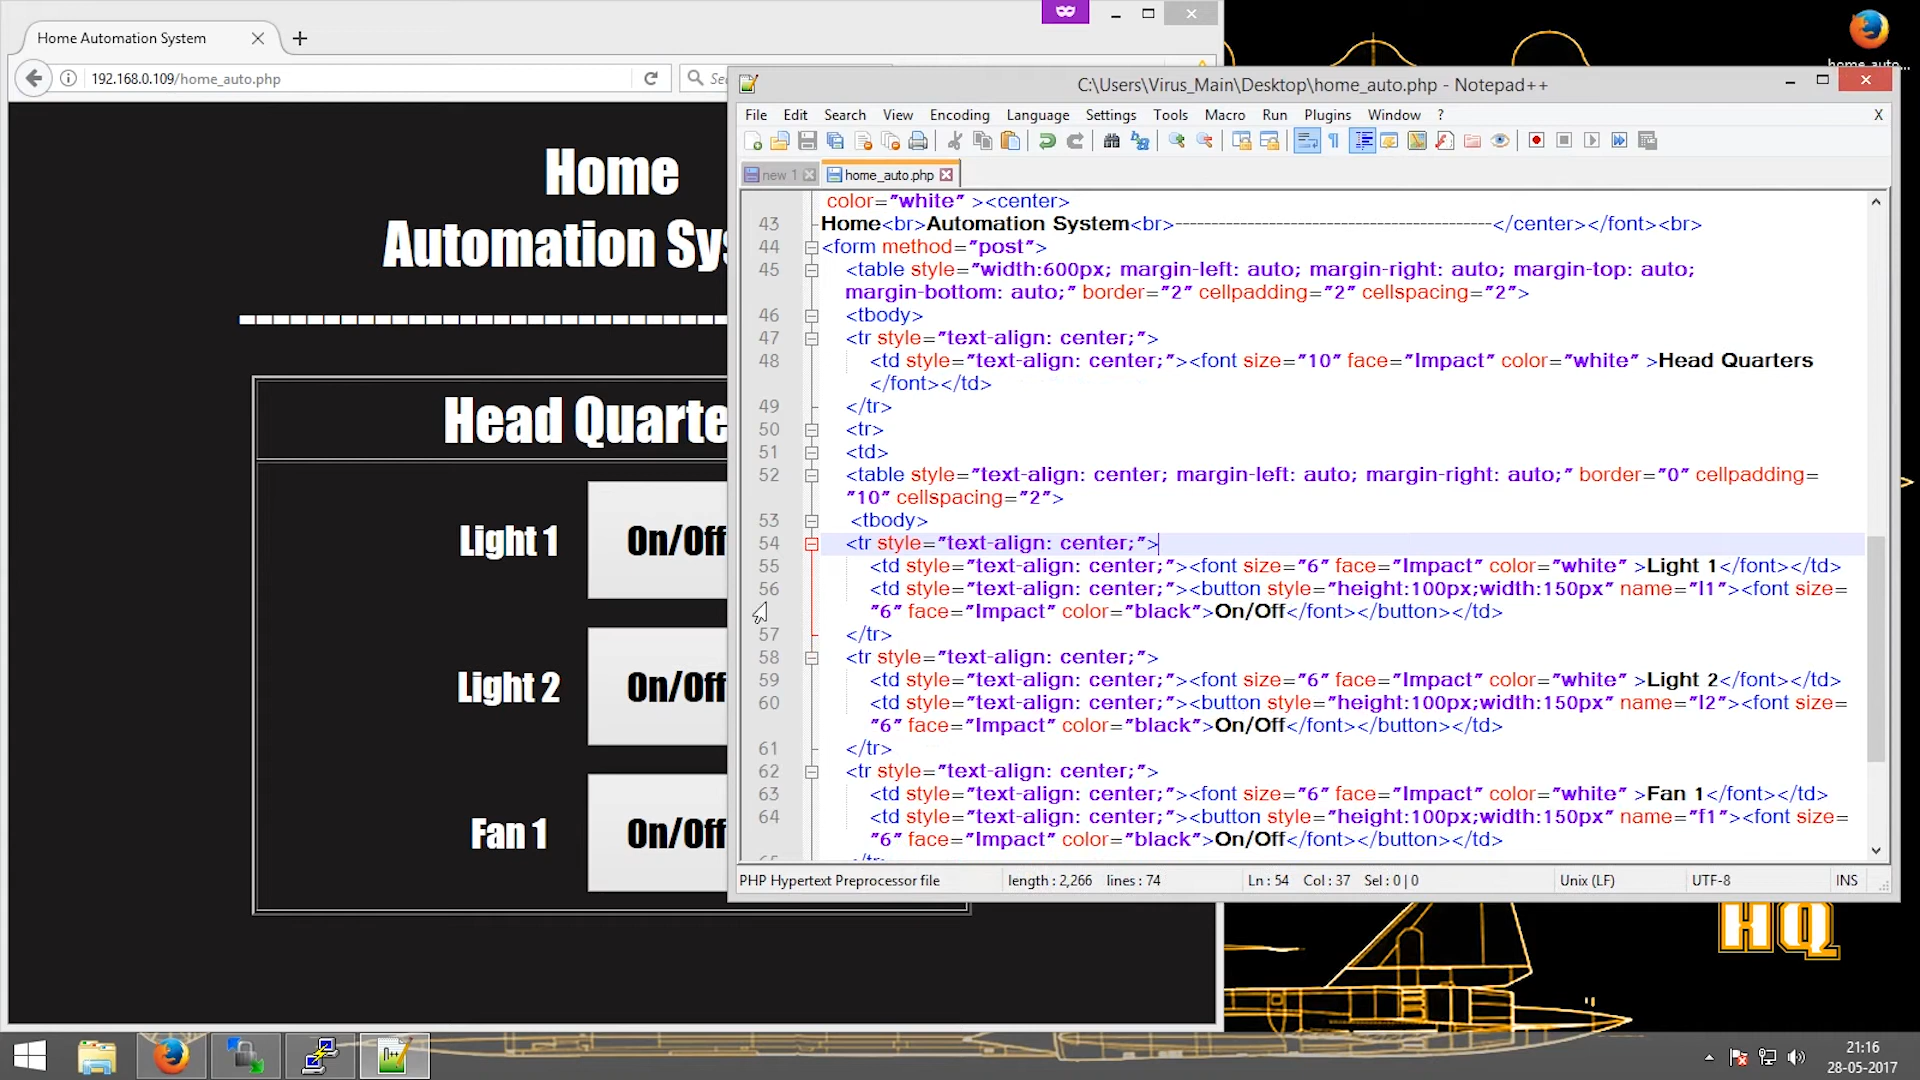 Home Automation System
192.168.0.109/home_auto.php
Home
Automation Sys
Head Quarte
Light 1
On/Off
Light 2
On/Off
Fan 1
On/Off
C:\Users\Virus_Main\Desktop\home_auto.php - Notepad++
File Edit Search View Encoding Language Settings Tools Macro Run Plugins Window ?
X
new 1
home_auto.php
color="white" ><center>
43 Home<br>Automation System<br>-------------------------------------------</center></font><br>
44 <form method="post">
45 <table style="width:600px; margin-left: auto; margin-right: auto; margin-top: auto;
margin-bottom: auto;" border="2" cellpadding="2" cellspacing="2">
46 <tbody>
47 <tr style="text-align: center;">
48 <td style="text-align: center;"><font size="10" face="Impact" color="white" >Head Quarters
</font></td>
49 </tr>
50 <tr>
51 <td>
52 <table style="text-align: center; margin-left: auto; margin-right: auto;" border="0" cellpadding=
"10" cellspacing="2">
53 <tbody>
54 <tr style="text-align: center;">
55 <td style="text-align: center;"><font size="6" face="Impact" color="white" >Light 1</font></td>
56 <td style="text-align: center;"><button style="height:100px;width:150px" name="l1"><font size=
"6" face="Impact" color="black">On/Off</font></button></td>
57 </tr>
58 <tr style="text-align: center;">
59 <td style="text-align: center;"><font size="6" face="Impact" color="white" >Light 2</font></td>
60 <td style="text-align: center;"><button style="height:100px;width:150px" name="l2"><font size=
"6" face="Impact" color="black">On/Off</font></button></td>
61 </tr>
62 <tr style="text-align: center;">
63 <td style="text-align: center;"><font size="6" face="Impact" color="white" >Fan 1</font></td>
64 <td style="text-align: center;"><button style="height:100px;width:150px" name="f1"><font size=
"6" face="Impact" color="black">On/Off</font></button></td>
PHP Hypertext Preprocessor file length : 2,266 lines : 74 Ln : 54 Col : 37 Sel : 0 | 0 Unix (LF) UTF-8 INS
HQ
21:16
28-05-2017